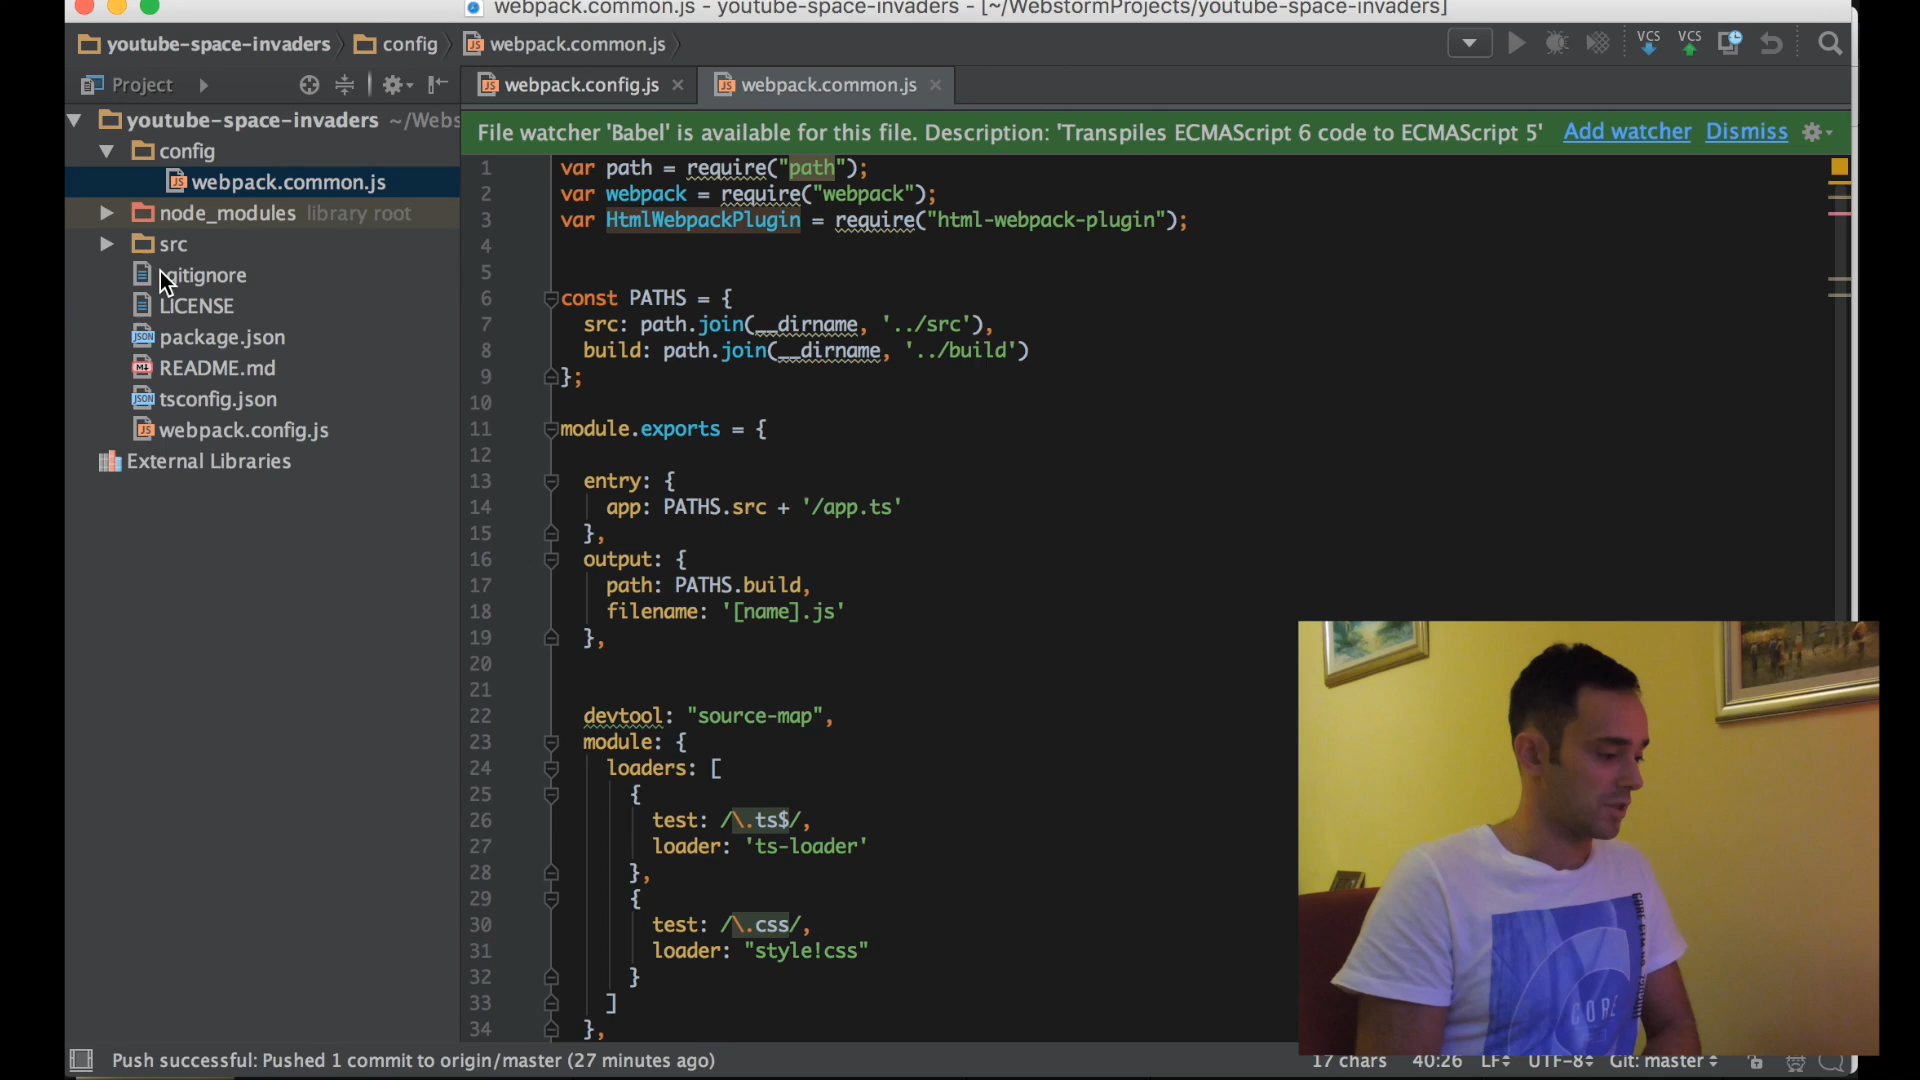 webpack.common.js - youtube-space-invaders - [~/WebstormProjects/youtube-space-invaders]
youtube-space-invaders config webpack.common.js
VCS VCS
Project
webpack.config.js webpack.common.js
youtube-space-invaders ~/Webs
config
webpack.common.js
node_modules library root
src
gitignore
LICENSE
package.json
README.md
tsconfig.json
webpack.config.js
External Libraries
File watcher 'Babel' is available for this file. Description: 'Transpiles ECMAScript 6 code to ECMAScript 5' Add watcher Dismiss
1 var path = require("path");
2 var webpack = require("webpack");
3 var HtmlWebpackPlugin = require("html-webpack-plugin");
4
5
6 const PATHS = {
7 src: path.join(__dirname, '../src'),
8 build: path.join(__dirname, '../build')
9 };
10
11 module.exports = {
12
13 entry: {
14 app: PATHS.src + '/app.ts'
15 },
16 output: {
17 path: PATHS.build,
18 filename: '[name].js'
19 },
20
21
22 devtool: "source-map",
23 module: {
24 loaders: [
25 {
26 test: /\.ts$/,
27 loader: 'ts-loader'
28 },
29 {
30 test: /\.css/,
31 loader: "style!css"
32 }
33 ]
34 },
CORE
Push successful: Pushed 1 commit to origin/master (27 minutes ago)
17 chars 40:26 LF UTF-8 Git: master